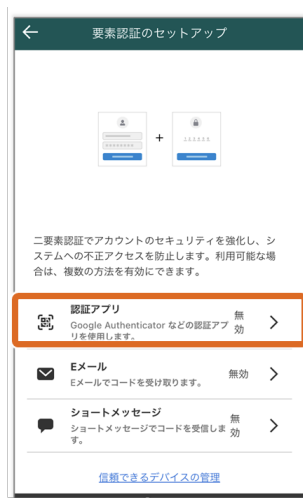 要素認証のセットアップ
二要素認証でアカウントのセキュリティを強化し、シ
ステムへの不正アクセスを防止します。利用可能な場
合は、複数の方法を有効にできます。
認証アプリ
Google Authenticator などの認証アプ
リを使用します。
無
効
Eメール
Eメールでコードを受け取ります。
無効
ショートメッセージ
ショートメッセージでコードを受信しま
す。
無
効
信頼できるデバイスの管理